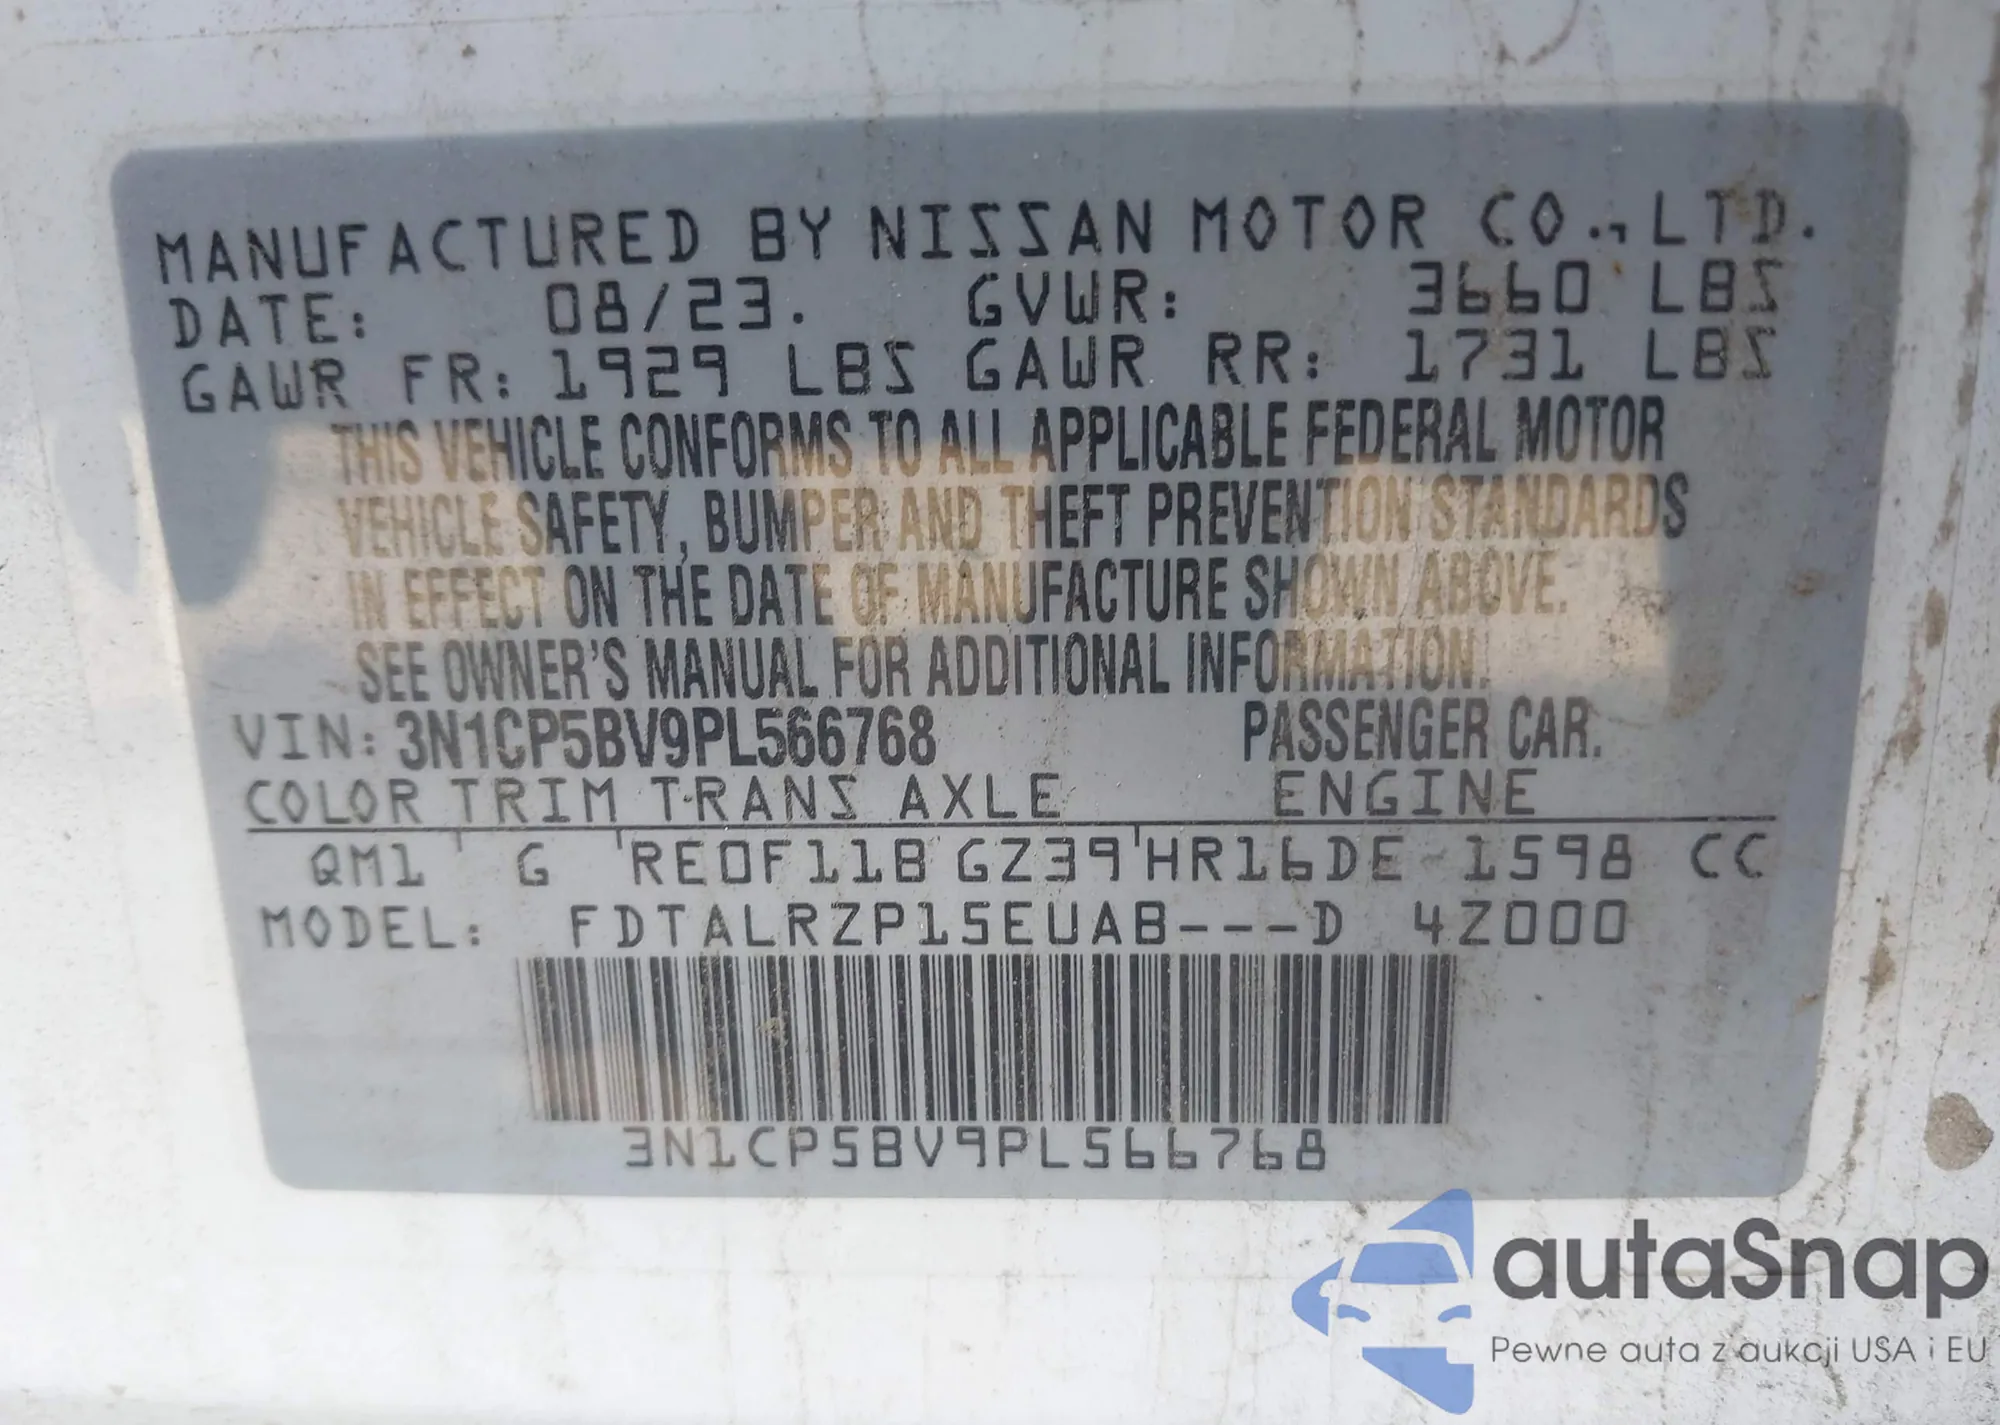 MANUFACTURED BY NISSAN MOTOR CO., LTD.
DATE: 08/23. GVWR: 3660 LBS
GAWR FR: 1929 LBS GAWR RR: 1731 LBS
THIS VEHICLE CONFORMS TO ALL APPLICABLE FEDERAL MOTOR
VEHICLE SAFETY, BUMPER AND THEFT PREVENTION STANDARDS
IN EFFECT ON THE DATE OF MANUFACTURE SHOWN ABOVE.
SEE OWNER'S MANUAL FOR ADDITIONAL INFORMATION.
VIN: 3N1CP5BV9PL566768 PASSENGER CAR.
COLOR TRIM TRANS AXLE ENGINE
QM1 G RE0F11B GZ39 HR16DE 1598 CC
MODEL: FDTALRZP15EUAB---D 4Z000
3N1CP5BV9PL566768
autaSnap
Pewne auta z aukcji USA i EU